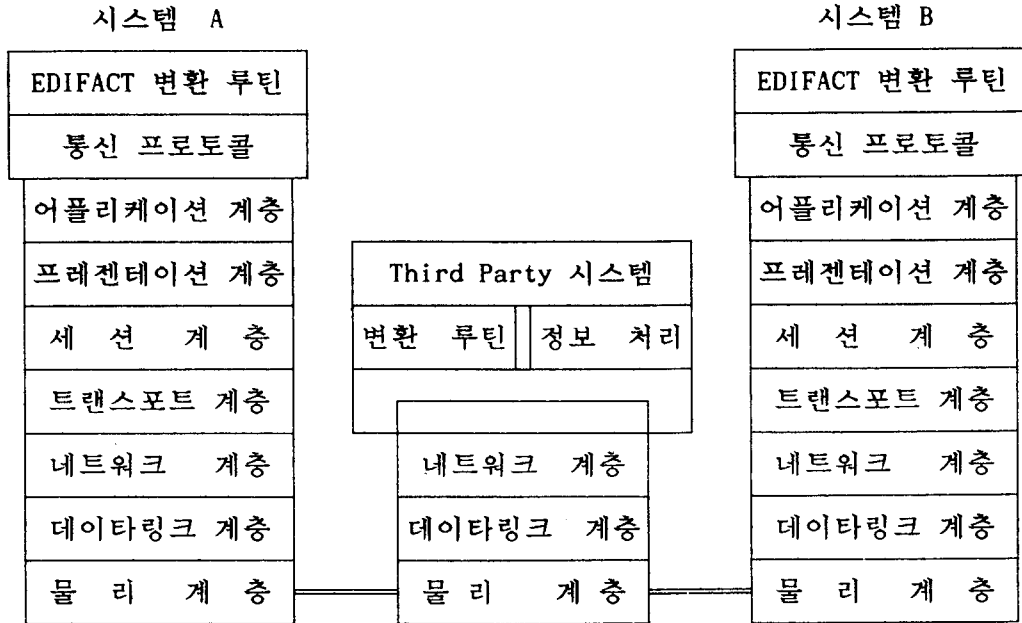 시스템 A
EDIFACT 변환 루틴
통신 프로토콜
어플리케이션 계층
프레젠테이션 계층
세 션 계 층
트랜스포트 계층
네트워크 계층
데이타링크 계층
물 리 계 층
Third Party 시스템
변환 루틴
정보 처리
네트워크 계층
데이타링크 계층
물 리 계 층
시스템 B
EDIFACT 변환 루틴
통신 프로토콜
어플리케이션 계층
프레젠테이션 계층
세 션 계 층
트랜스포트 계층
네트워크 계층
데이타링크 계층
물 리 계 층